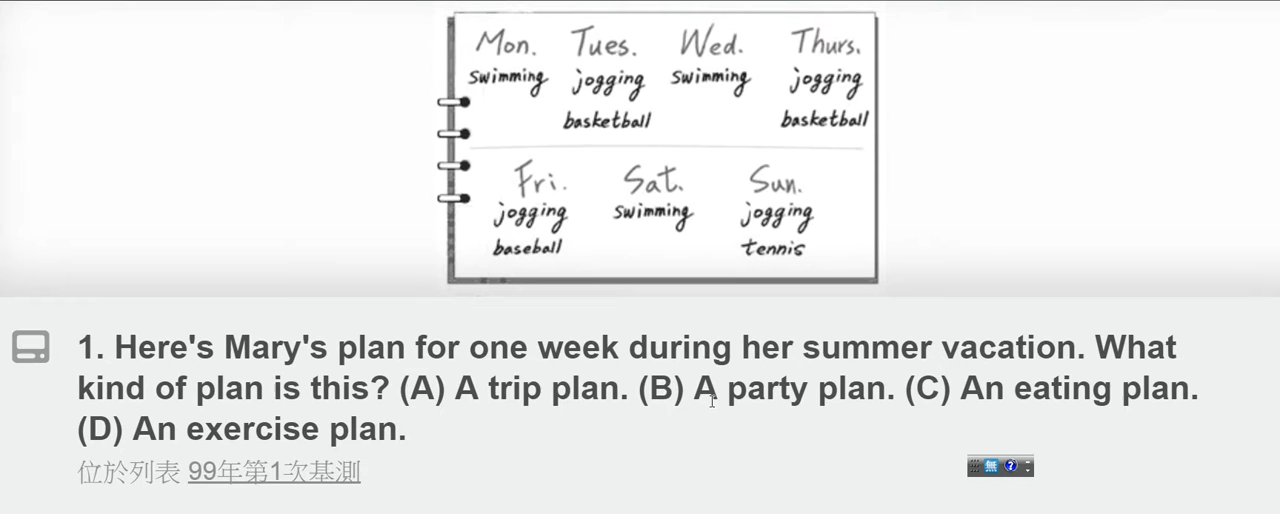 Mon. Tues. Wed. Thurs.
swimming jogging swimming jogging
basketball basketball
Fri. Sat. Sun.
jogging swimming jogging
baseball tennis
1. Here's Mary's plan for one week during her summer vacation. What
kind of plan is this? (A) A trip plan. (B) A party plan. (C) An eating plan.
(D) An exercise plan.
位於列表 99年第1次基測
無 ?